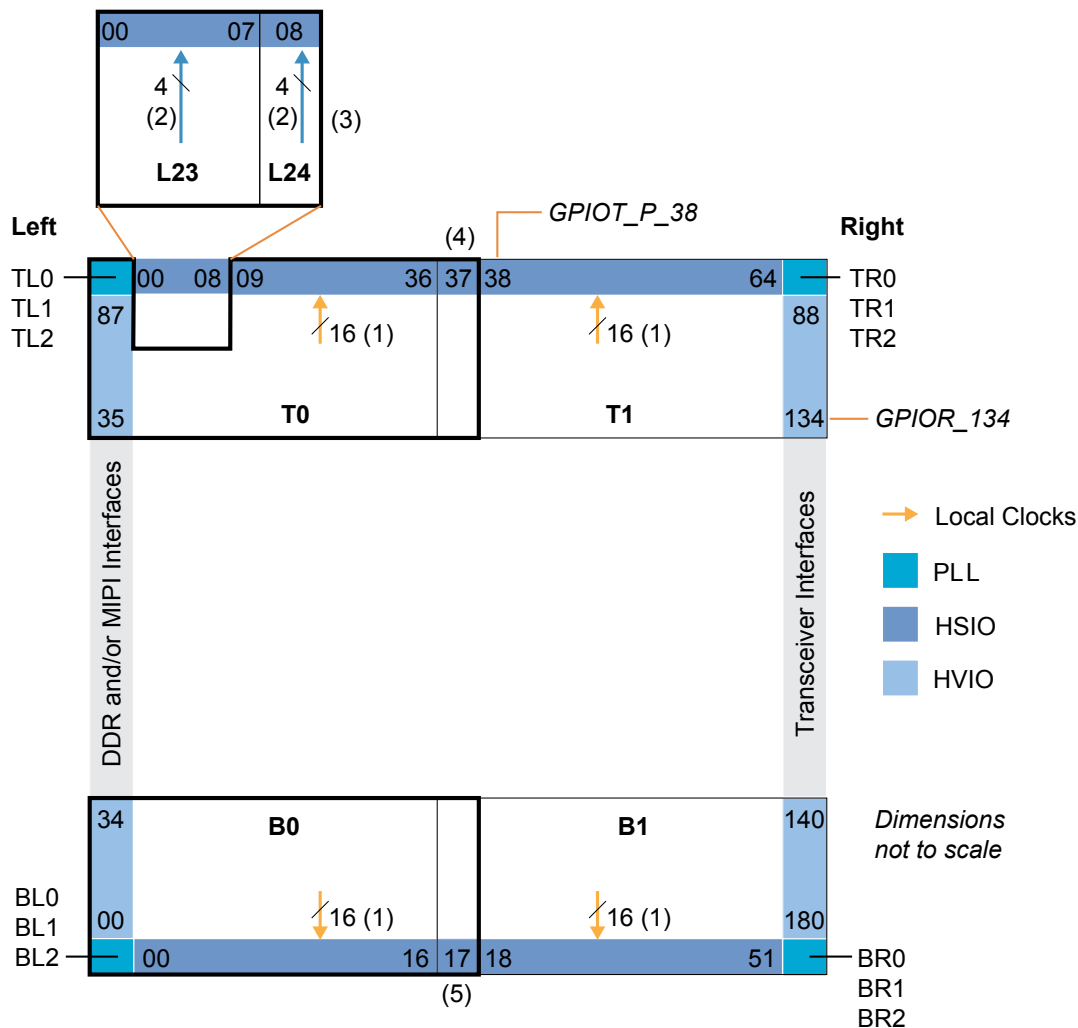 00 07 08
4 4
(2) (2) (3)
L23 L24
GPIOT_P_38
Left (4) Right
TL0 00 08 09 36 37 38 64 TR0
TL1 87 16 (1) 16 (1) 88 TR1
TL2 TR2
35 T0 T1 134 GPIOR_134
DDR and/or MIPI Interfaces
Transceiver Interfaces
Local Clocks
PLL
HSIO
HVIO
34 B0 B1 140 Dimensions
not to scale
BL0
BL1 00 16 (1) 16 (1) 180
BL2 00 16 17 18 51 BR0
(5) BR1
BR2